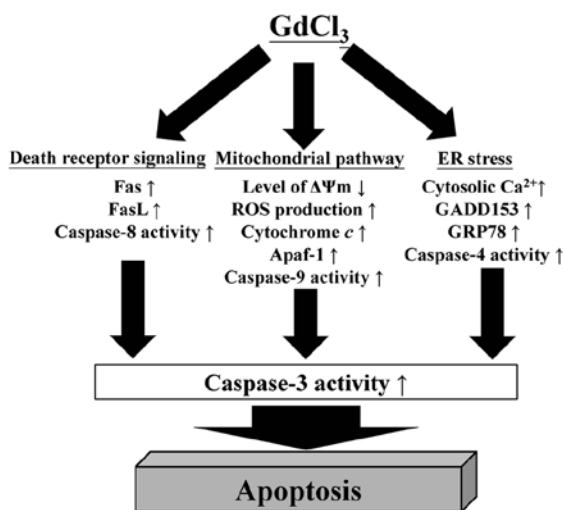 GdCl₃
Death receptor signaling
Fas ↑
FasL ↑
Caspase-8 activity ↑
Mitochondrial pathway
Level of ΔΨm ↓
ROS production ↑
Cytochrome c ↑
Apaf-1 ↑
Caspase-9 activity ↑
ER stress
Cytosolic Ca²⁺↑
GADD153 ↑
GRP78 ↑
Caspase-4 activity ↑
Caspase-3 activity ↑
Apoptosis